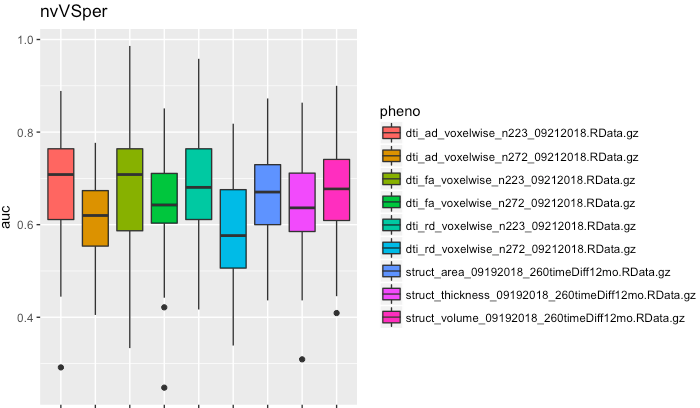 nvVSper
1.0
0.8
0.6
0.4
auc
pheno
dti_ad_voxelwise_n223_09212018.RData.gz
dti_ad_voxelwise_n272_09212018.RData.gz
dti_fa_voxelwise_n223_09212018.RData.gz
dti_fa_voxelwise_n272_09212018.RData.gz
dti_rd_voxelwise_n223_09212018.RData.gz
dti_rd_voxelwise_n272_09212018.RData.gz
struct_area_09192018_260timeDiff12mo.RData.gz
struct_thickness_09192018_260timeDiff12mo.RData.gz
struct_volume_09192018_260timeDiff12mo.RData.gz